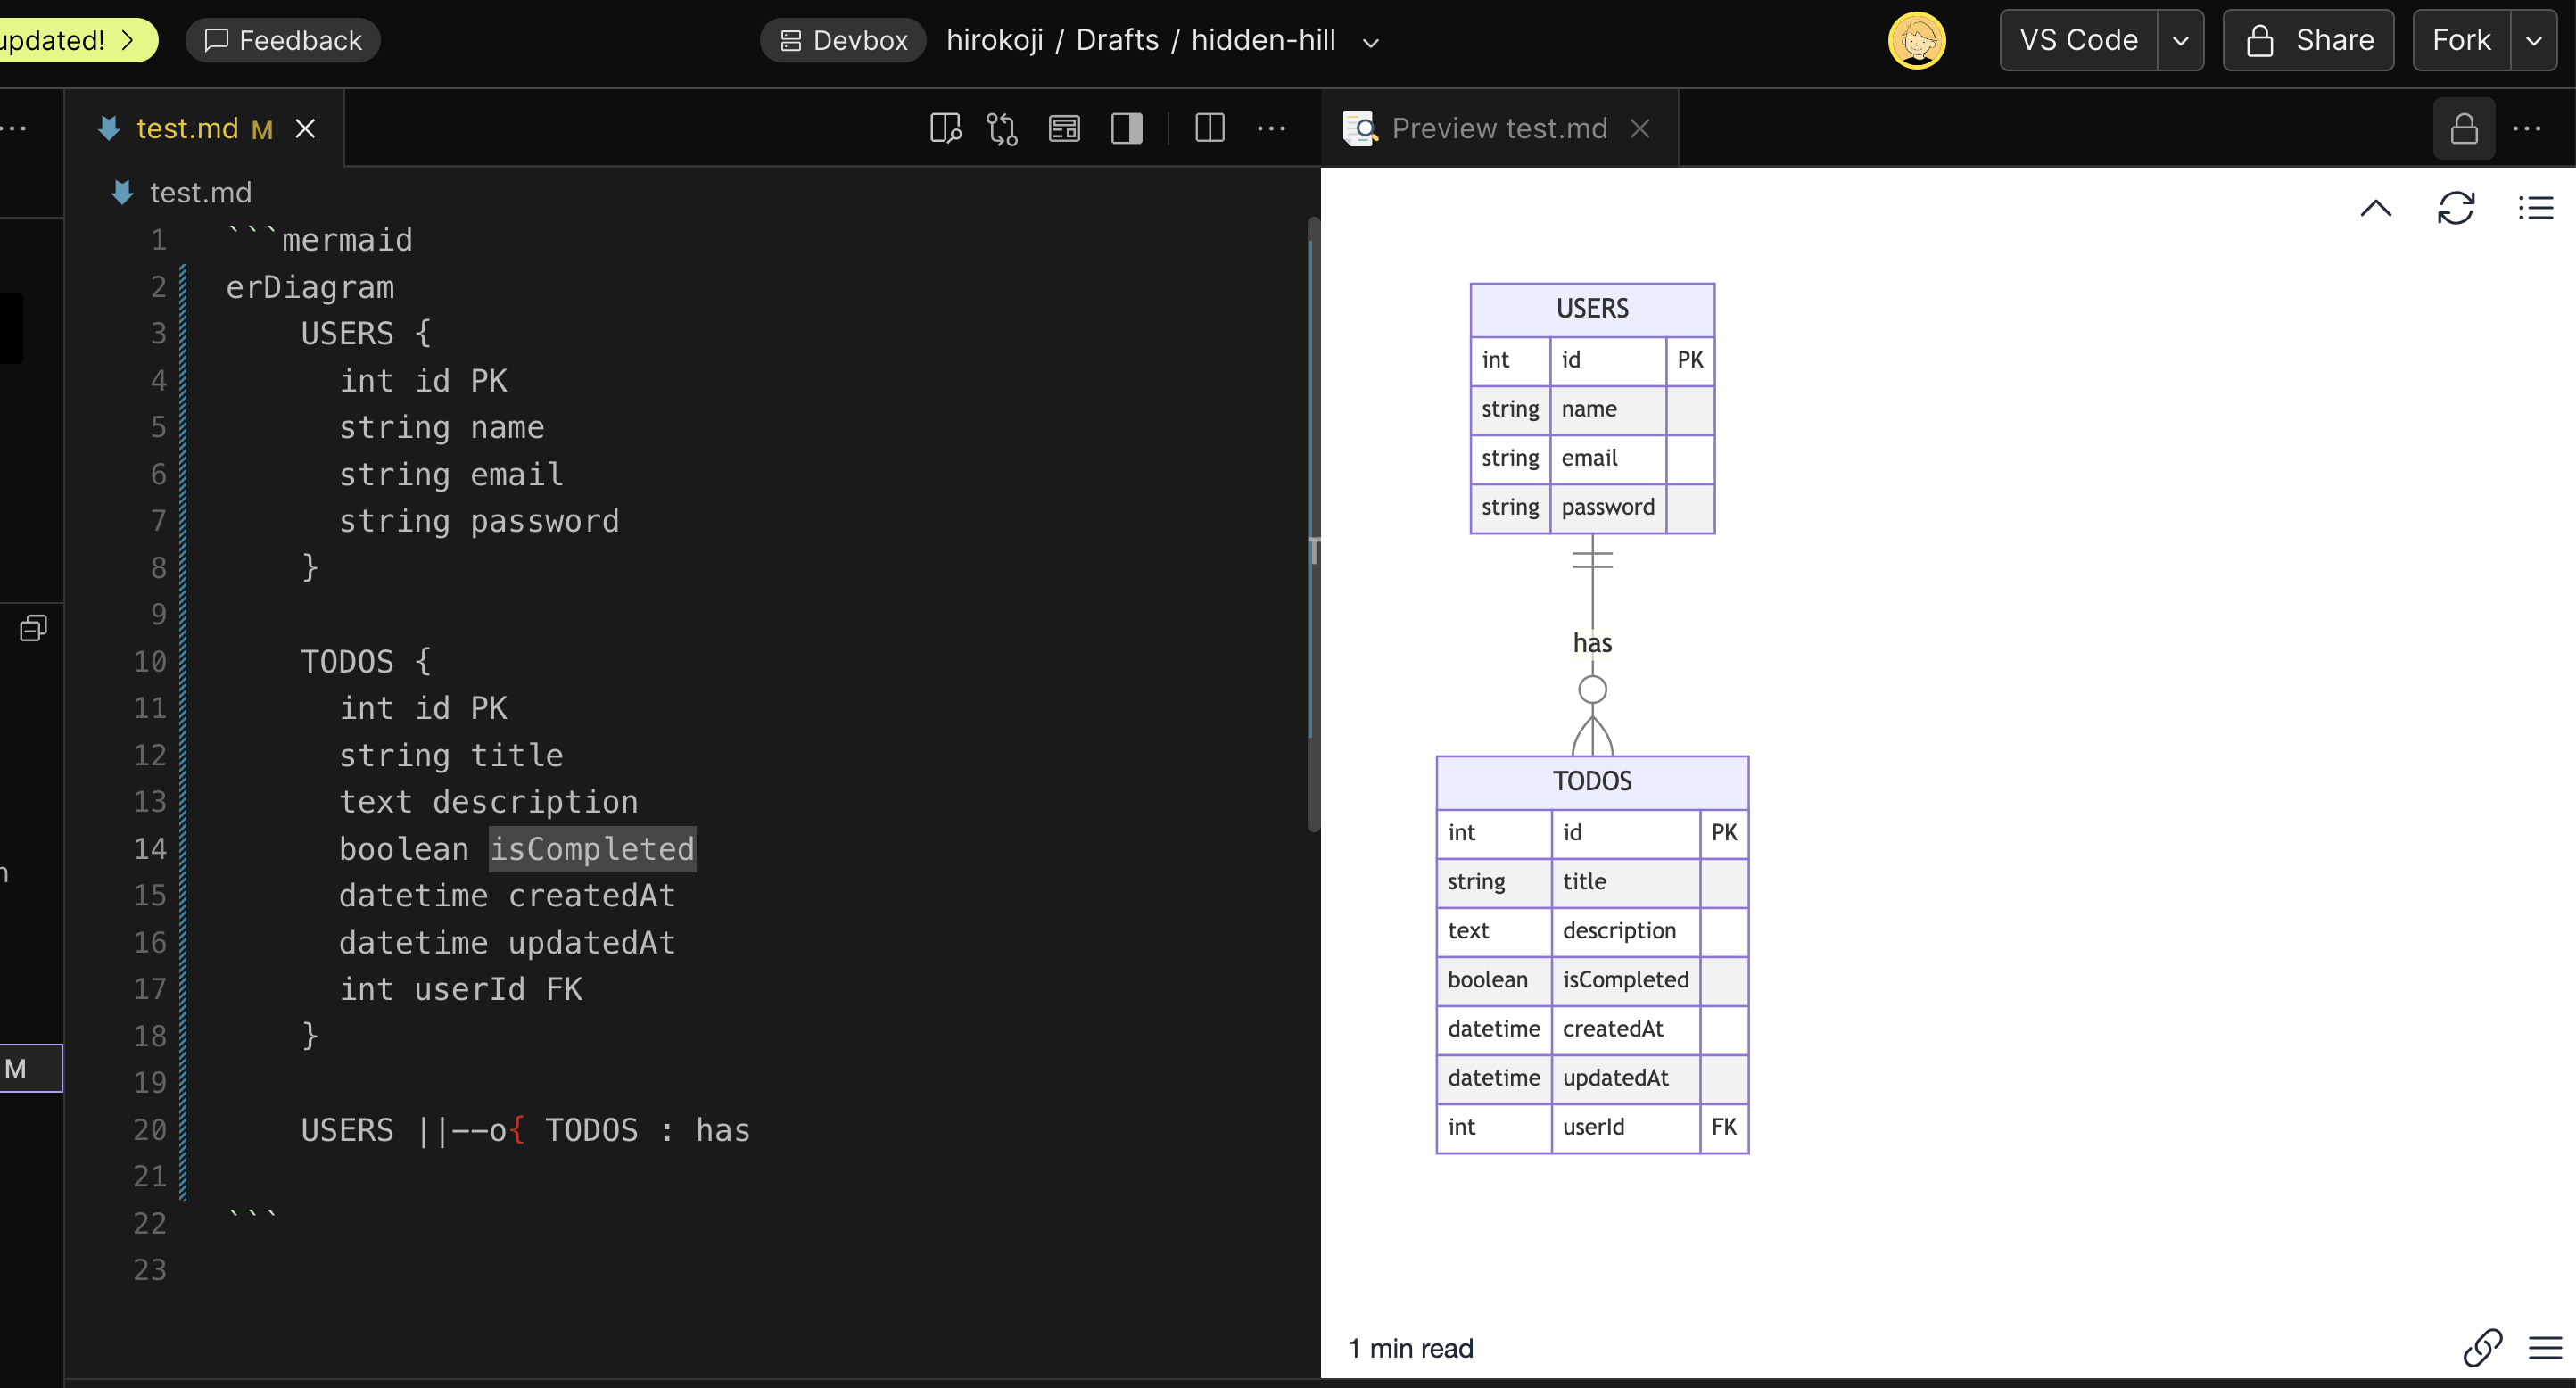 updated! >
Feedback
Devbox
hirokoji / Drafts / hidden-hill
VS Code
Share
Fork
test.md M
Preview test.md
test.md
1 ```mermaid
2 erDiagram
3 USERS {
4 int id PK
5 string name
6 string email
7 string password
8 }
9
10 TODOS {
11 int id PK
12 string title
13 text description
14 boolean isCompleted
15 datetime createdAt
16 datetime updatedAt
17 int userId FK
18 }
19
20 USERS ||--o{ TODOS : has
21
22 ```
23
M
USERS
int id PK
string name
string email
string password
has
TODOS
int id PK
string title
text description
boolean isCompleted
datetime createdAt
datetime updatedAt
int userId FK
1 min read